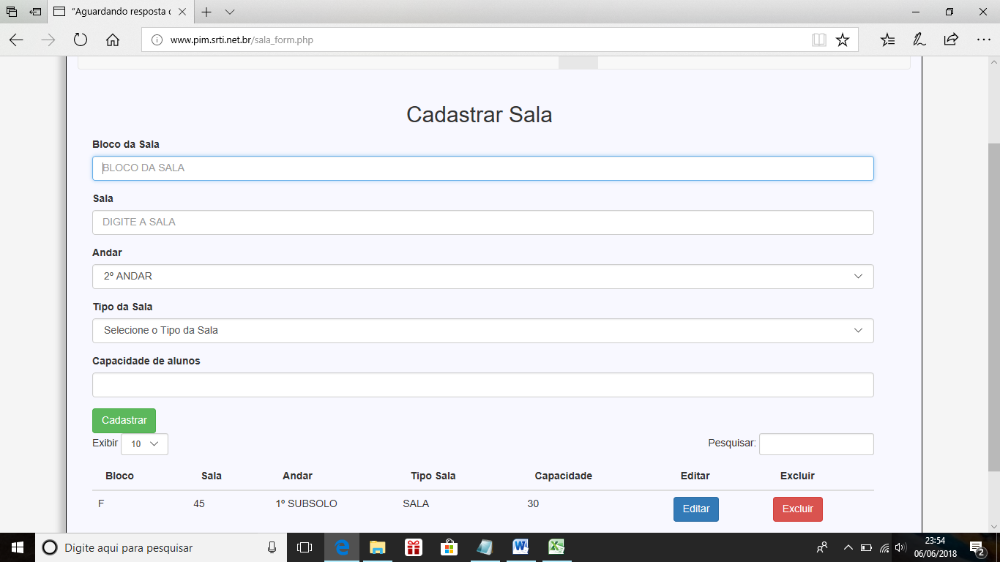 “Aguardando resposta d
www.pim.srti.net.br/sala_form.php
Cadastrar Sala
Bloco da Sala
BLOCO DA SALA
Sala
DIGITE A SALA
Andar
2º ANDAR
Tipo da Sala
Selecione o Tipo da Sala
Capacidade de alunos
Cadastrar
Exibir 10 Pesquisar:
Bloco Sala Andar Tipo Sala Capacidade Editar Excluir
F 45 1º SUBSOLO SALA 30 Editar Excluir
Digite aqui para pesquisar
23:54
06/06/2018
2